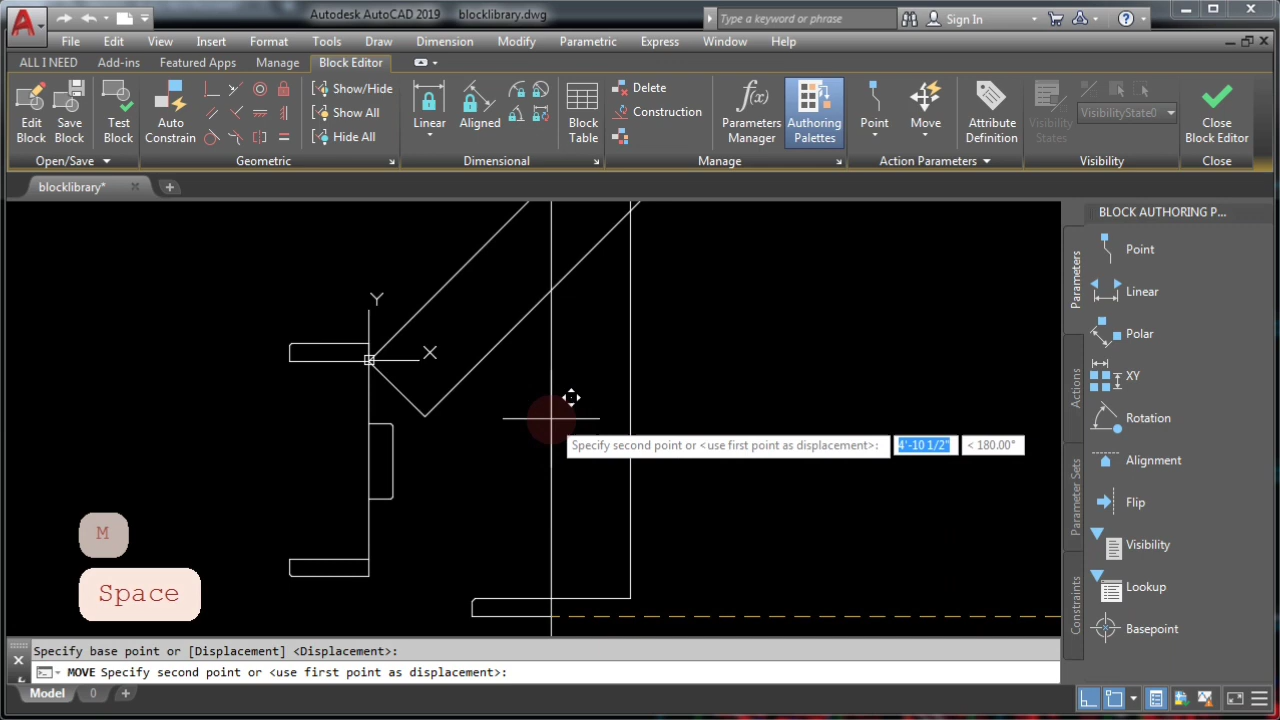 Autodesk AutoCAD 2019 blocklibrary.dwg Type a keyword or phrase Sign In
File Edit View Insert Format Tools Draw Dimension Modify Parametric Express Window Help
ALL I NEED Add-ins Featured Apps Manage Block Editor
Edit Block
Save Block
Test Block
Auto Constrain
Show/Hide
Show All
Hide All
Linear
Aligned
Block Table
Delete
Construction
Parameters Manager
Authoring Palettes
Point
Move
Attribute Definition
Visibility States
VisibilityState0
Close Block Editor
Open/Save Geometric Dimensional Manage Action Parameters Visibility Close
blocklibrary*
BLOCK AUTHORING P...
Parameters
Actions
Parameter Sets
Constraints
Point
Linear
Polar
XY
Rotation
Alignment
Flip
Visibility
Lookup
Basepoint
Y
X
Specify second point or <use first point as displacement>: 4'-10 1/2" < 180.00°
M
Space
Specify base point or [Displacement] <Displacement>:
MOVE Specify second point or <use first point as displacement>:
Model 0